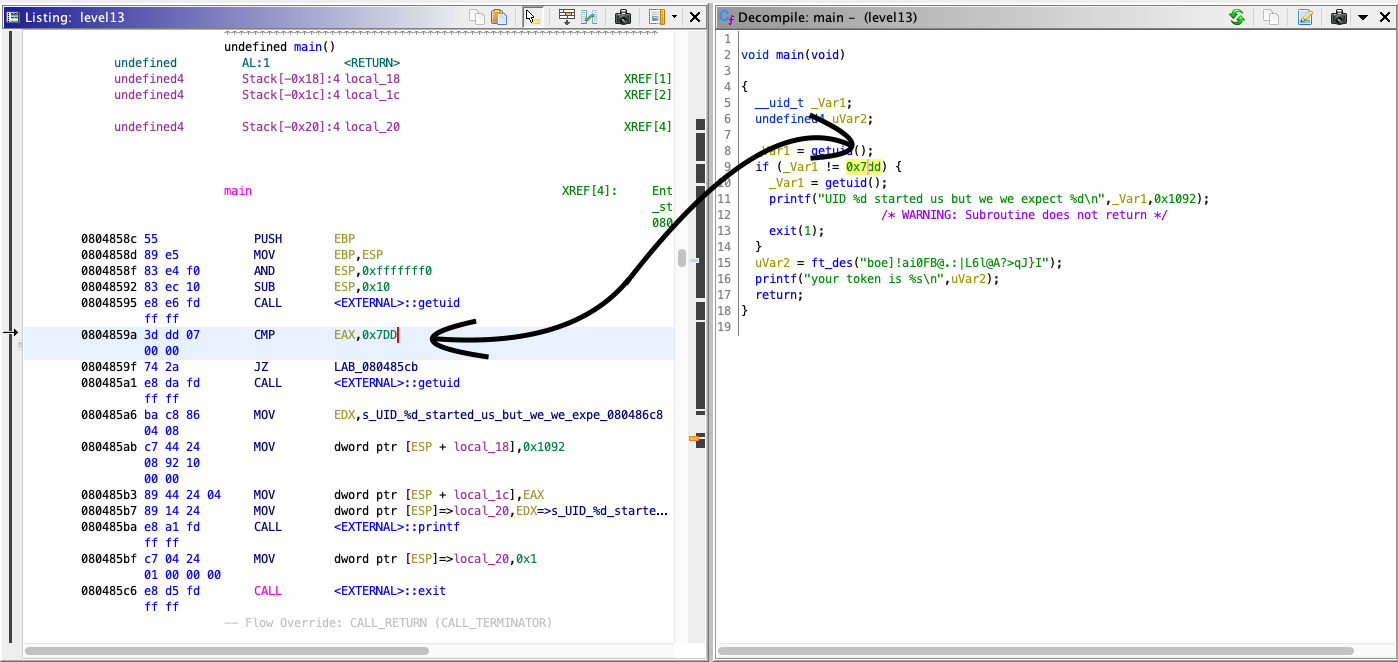 Listing: level13
undefined main()
undefined AL:1 <RETURN>
undefined4 Stack[-0x18]:4 local_18 XREF[1]
undefined4 Stack[-0x1c]:4 local_1c XREF[2]
undefined4 Stack[-0x20]:4 local_20 XREF[4]
main XREF[4]: Ent
_st
080
0804858c 55 PUSH EBP
0804858d 89 e5 MOV EBP,ESP
0804858f 83 e4 f0 AND ESP,0xfffffff0
08048592 83 ec 10 SUB ESP,0x10
08048595 e8 e6 fd CALL <EXTERNAL>::getuid
ff ff
0804859a 3d dd 07 CMP EAX,0x7DD
00 00
0804859f 74 2a JZ LAB_080485cb
080485a1 e8 da fd CALL <EXTERNAL>::getuid
ff ff
080485a6 ba c8 86 MOV EDX,s_UID_%d_started_us_but_we_we_expe_080486c8
04 08
080485ab c7 44 24 MOV dword ptr [ESP + local_18],0x1092
08 92 10
00 00
080485b3 89 44 24 04 MOV dword ptr [ESP + local_1c],EAX
080485b7 89 14 24 MOV dword ptr [ESP]=>local_20,EDX=>s_UID_%d_starte...
080485ba e8 a1 fd CALL <EXTERNAL>::printf
ff ff
080485bf c7 04 24 MOV dword ptr [ESP]=>local_20,0x1
01 00 00 00
080485c6 e8 d5 fd CALL <EXTERNAL>::exit
ff ff
-- Flow Override: CALL_RETURN (CALL_TERMINATOR)
Decompile: main - (level13)
1
2 void main(void)
3
4 {
5 __uid_t _Var1;
6 undefined4 uVar2;
7
8 _Var1 = getuid();
9 if (_Var1 != 0x7dd) {
10 _Var1 = getuid();
11 printf("UID %d started us but we we expect %d\n",_Var1,0x1092);
12 /* WARNING: Subroutine does not return */
13 exit(1);
14 }
15 uVar2 = ft_des("boe]!ai0FB@.:|L6l@A?>qJ}I");
16 printf("your token is %s\n",uVar2);
17 return;
18 }
19